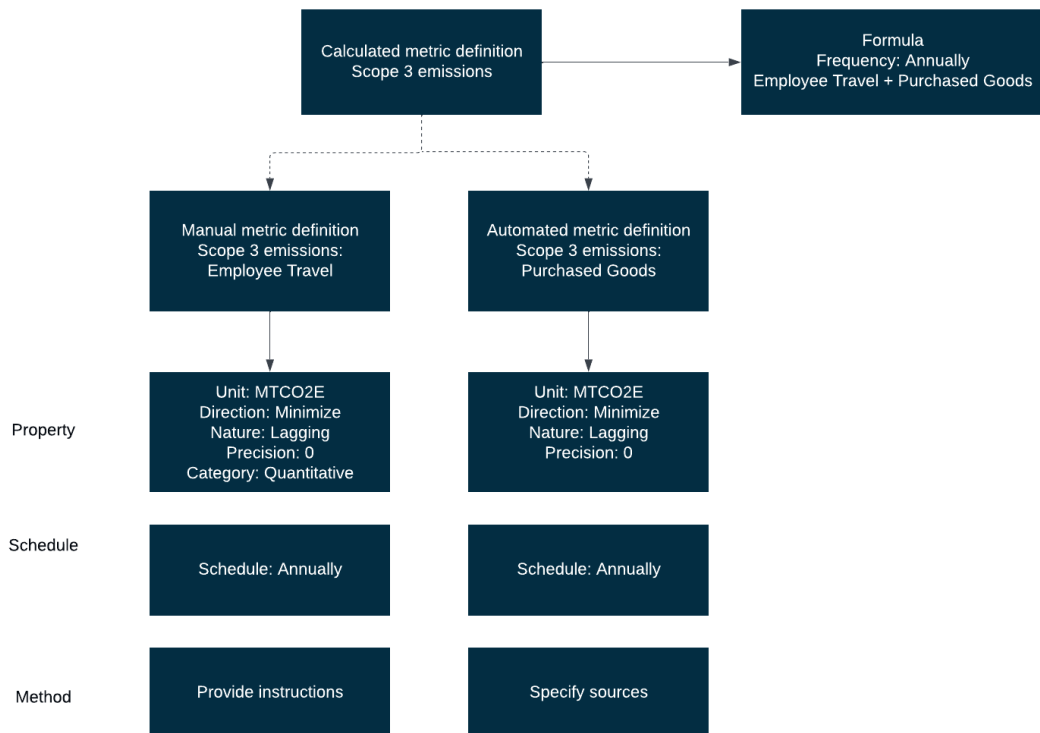 Calculated metric definition
Scope 3 emissions
Formula
Frequency: Annually
Employee Travel + Purchased Goods
Manual metric definition
Scope 3 emissions:
Employee Travel
Automated metric definition
Scope 3 emissions:
Purchased Goods
Property
Unit: MTCO2E
Direction: Minimize
Nature: Lagging
Precision: 0
Category: Quantitative
Unit: MTCO2E
Direction: Minimize
Nature: Lagging
Precision: 0
Schedule
Schedule: Annually
Schedule: Annually
Method
Provide instructions
Specify sources